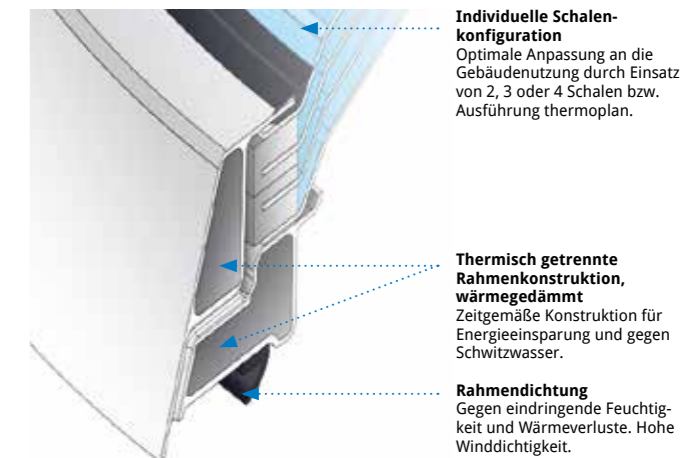 Individuelle Schalen-
konfiguration
Optimale Anpassung an die
Gebäudenutzung durch Einsatz
von 2, 3 oder 4 Schalen bzw.
Ausführung thermoplan.
Thermisch getrennte
Rahmenkonstruktion,
wärmegedämmt
Zeitgemäße Konstruktion für
Energieeinsparung und gegen
Schwitzwasser.
Rahmendichtung
Gegen eindringende Feuchtig-
keit und Wärmeverluste. Hohe
Winddichtigkeit.